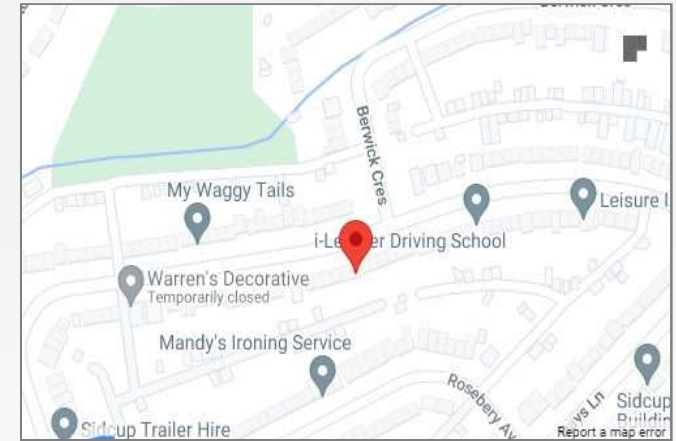 Berwick Cres
My Waggy Tails
Leisure
Driving School
Warren's Decorative
Temporarily closed
Mandy's Ironing Service
Rosebery Av
Sidcup
Sidcup Trailer Hire
Report a map error